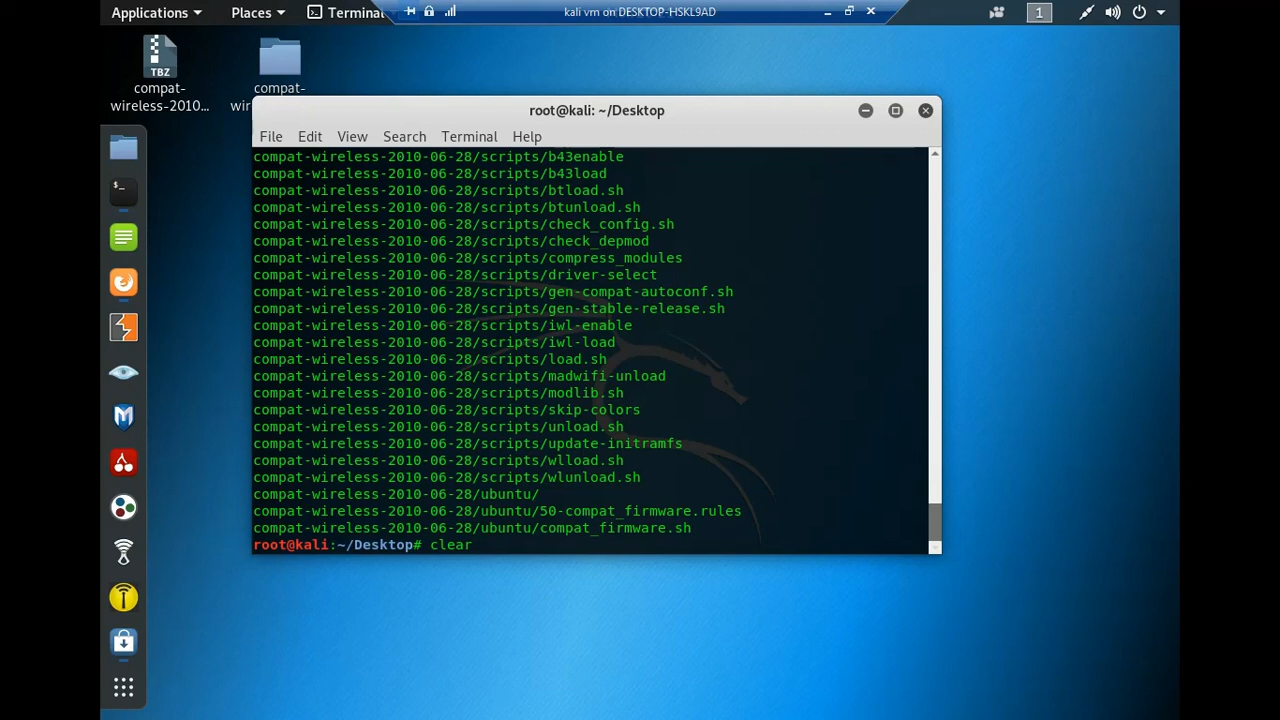 Applications
Places
Terminal
kali vm on DESKTOP-HSKL9AD
1
TBZ
compat-
wireless-2010...
compat-
wir
root@kali: ~/Desktop
File Edit View Search Terminal Help
compat-wireless-2010-06-28/scripts/b43enable
compat-wireless-2010-06-28/scripts/b43load
compat-wireless-2010-06-28/scripts/btload.sh
compat-wireless-2010-06-28/scripts/btunload.sh
compat-wireless-2010-06-28/scripts/check_config.sh
compat-wireless-2010-06-28/scripts/check_depmod
compat-wireless-2010-06-28/scripts/compress_modules
compat-wireless-2010-06-28/scripts/driver-select
compat-wireless-2010-06-28/scripts/gen-compat-autoconf.sh
compat-wireless-2010-06-28/scripts/gen-stable-release.sh
compat-wireless-2010-06-28/scripts/iwl-enable
compat-wireless-2010-06-28/scripts/iwl-load
compat-wireless-2010-06-28/scripts/load.sh
compat-wireless-2010-06-28/scripts/madwifi-unload
compat-wireless-2010-06-28/scripts/modlib.sh
compat-wireless-2010-06-28/scripts/skip-colors
compat-wireless-2010-06-28/scripts/unload.sh
compat-wireless-2010-06-28/scripts/update-initramfs
compat-wireless-2010-06-28/scripts/wlload.sh
compat-wireless-2010-06-28/scripts/wlunload.sh
compat-wireless-2010-06-28/ubuntu/
compat-wireless-2010-06-28/ubuntu/50-compat_firmware.rules
compat-wireless-2010-06-28/ubuntu/compat_firmware.sh
root@kali:~/Desktop# clear